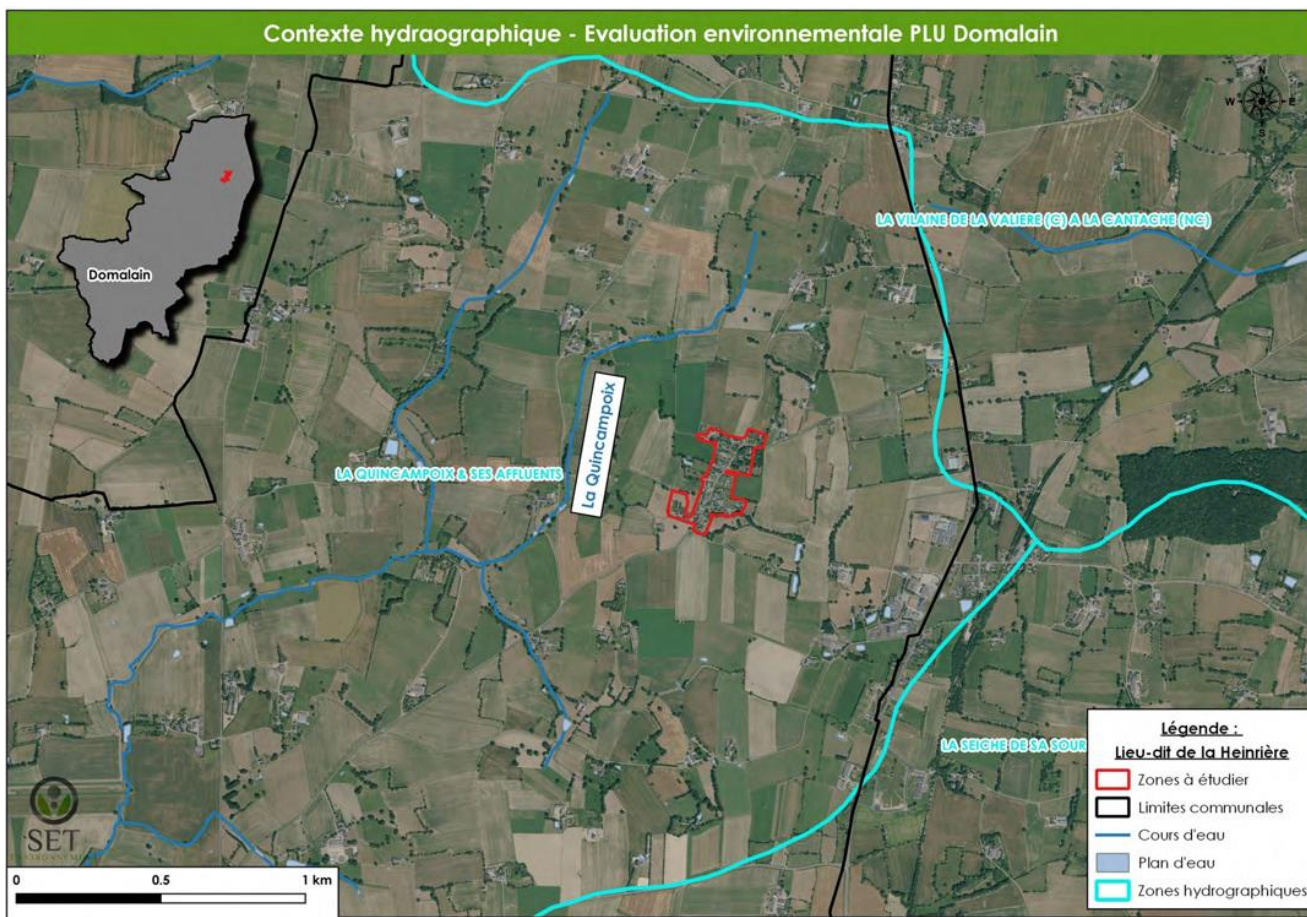 Contexte hydraographique - Evaluation environnementale PLU Domalain
N
W
E
S
Domalain
LA VILAINE DE LA VALIERE (C) A LA CANTACHE (NC)
La Quincampoix
LA QUINCAMPOIX & SES AFFLUENTS
LA SEICHE DE SA SOUR
Légende :
Lieu-dit de la Heinrière
Zones à étudier
Limites communales
Cours d'eau
Plan d'eau
Zones hydrographiques
SET
0 0.5 1 km